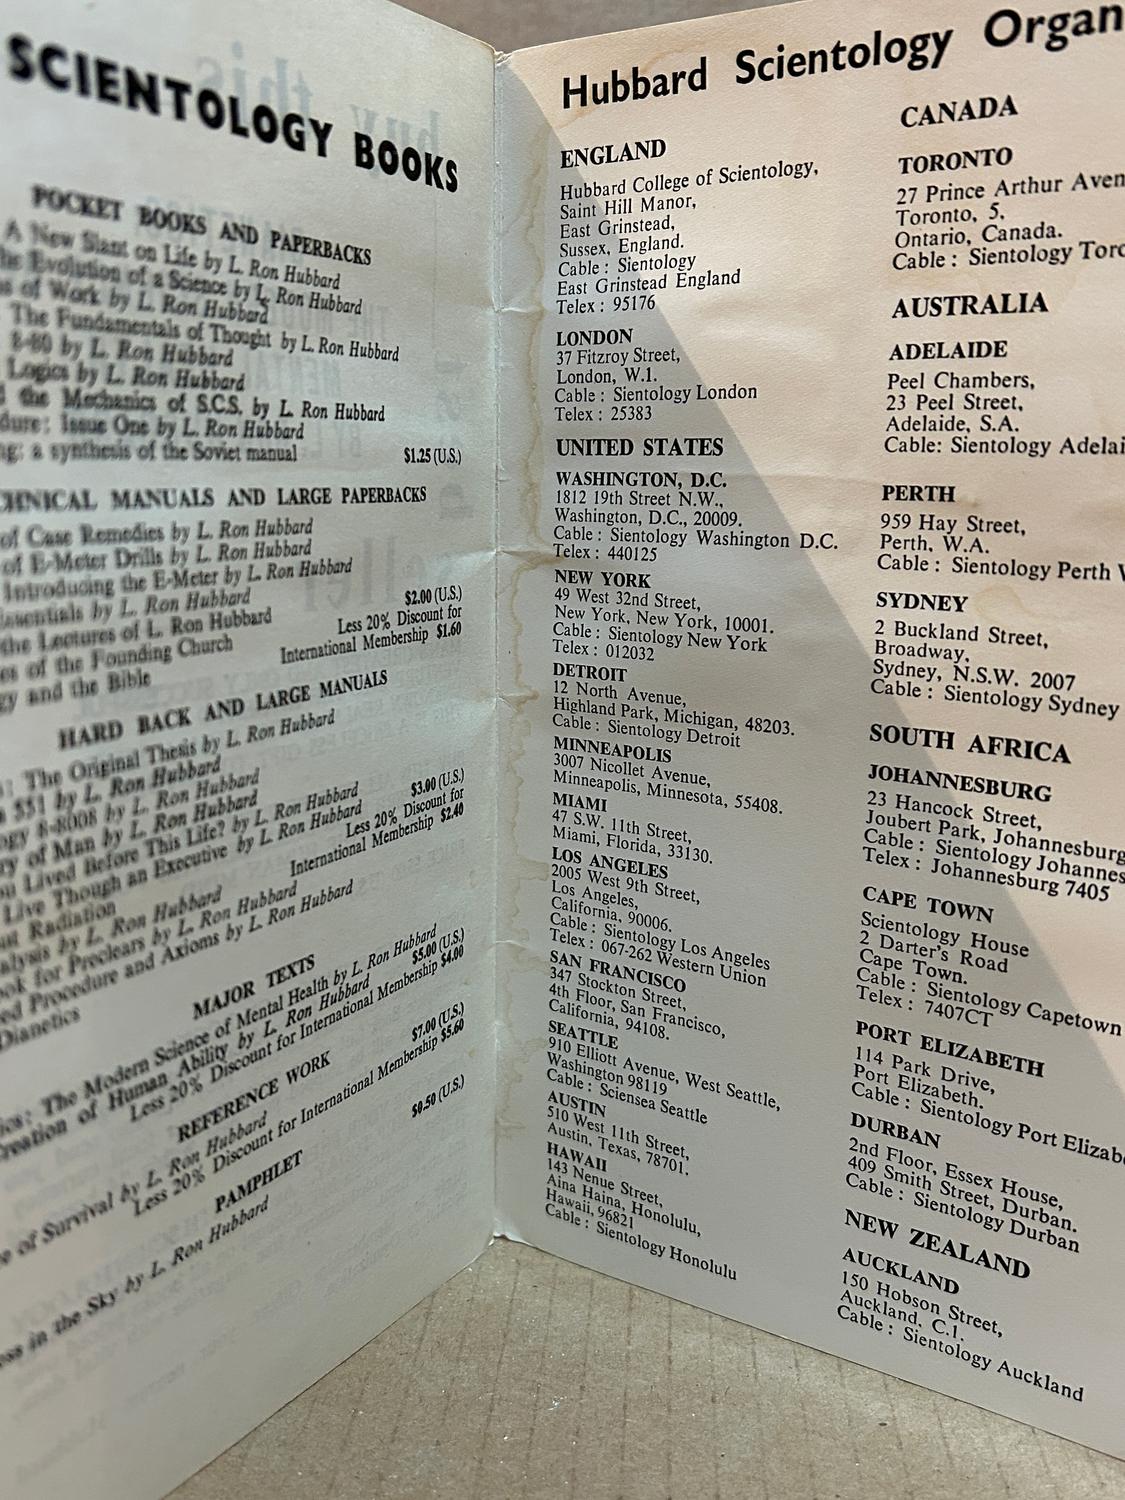 SCIENTOLOGY BOOKS
POCKET BOOKS AND PAPERBACKS
A New Slant on Life by L. Ron Hubbard
The Evolution of a Science by L. Ron Hubbard
of Work by L. Ron Hubbard
The Fundamentals of Thought by L. Ron Hubbard
8-80 by L. Ron Hubbard
Logics by L. Ron Hubbard
the Mechanics of S.C.S. by L. Ron Hubbard
Issue One by L. Ron Hubbard
a synthesis of the Soviet manual $1.25 (U.S.)
MANUALS AND LARGE PAPERBACKS
of Case Remedies by L. Ron Hubbard
of E-Meter Drills by L. Ron Hubbard
Introducing the E-Meter by L. Ron Hubbard
by L. Ron Hubbard $2.00 (U.S.)
the Lectures of L. Ron Hubbard Less 20% Discount for
of the Founding Church International Membership $1.60
and the Bible
HARD BACK AND LARGE MANUALS
: The Original Thesis by L. Ron Hubbard
by L. Ron Hubbard
8-8008 by L. Ron Hubbard
of Man by L. Ron Hubbard $3.00 (U.S.)
Lived Before This Life? by L. Ron Hubbard Less 20% Discount for
Live Though an Executive by L. Ron Hubbard International Membership $2.40
Radiation
by L. Ron Hubbard
for Preclears by L. Ron Hubbard
Procedure and Axioms by L. Ron Hubbard
Dianetics
MAJOR TEXTS
The Modern Science of Mental Health by L. Ron Hubbard
of Human Ability by L. Ron Hubbard $5.00 (U.S.)
Less 20% Discount for International Membership $4.00
REFERENCE WORK
of Survival by L. Ron Hubbard $7.00 (U.S.)
Less 20% Discount for International Membership $5.60
PAMPHLET
in the Sky by L. Ron Hubbard $0.50 (U.S.)
Hubbard Scientology Organ
ENGLAND
Hubbard College of Scientology,
Saint Hill Manor,
East Grinstead,
Sussex, England.
Cable : Sientology
East Grinstead England
Telex : 95176
LONDON
37 Fitzroy Street,
London, W.1.
Cable : Sientology London
Telex : 25383
UNITED STATES
WASHINGTON, D.C.
1812 19th Street N.W.,
Washington, D.C., 20009.
Cable : Sientology Washington D.C.
Telex : 440125
NEW YORK
49 West 32nd Street,
New York, New York, 10001.
Cable : Sientology New York
Telex : 012032
DETROIT
12 North Avenue,
Highland Park, Michigan, 48203.
Cable : Sientology Detroit
MINNEAPOLIS
3007 Nicollet Avenue,
Minneapolis, Minnesota, 55408.
MIAMI
47 S.W. 11th Street,
Miami, Florida, 33130.
LOS ANGELES
2005 West 9th Street,
Los Angeles,
California, 90006.
Cable : Sientology Los Angeles
Telex : 067-262 Western Union
SAN FRANCISCO
347 Stockton Street,
4th Floor, San Francisco,
California, 94108.
SEATTLE
910 Elliott Avenue, West Seattle,
Washington 98119
Cable : Sciensea Seattle
AUSTIN
510 West 11th Street,
Austin, Texas, 78701.
HAWAII
143 Nenue Street,
Aina Haina, Honolulu,
Hawaii, 96821
Cable : Sientology Honolulu
CANADA
TORONTO
27 Prince Arthur Aven
Toronto, 5,
Ontario, Canada.
Cable : Sientology Toro
AUSTRALIA
ADELAIDE
Peel Chambers,
23 Peel Street,
Adelaide, S.A.
Cable: Sientology Adelai
PERTH
959 Hay Street,
Perth, W.A.
Cable : Sientology Perth W
SYDNEY
2 Buckland Street,
Broadway,
Sydney, N.S.W. 2007
Cable : Sientology Sydney
SOUTH AFRICA
JOHANNESBURG
23 Hancock Street,
Joubert Park, Johannesburg
Cable : Sientology Johannes
Telex : Johannesburg 7405
CAPE TOWN
Scientology House
2 Darter's Road
Cape Town.
Cable : Sientology Capetown
Telex : 7407CT
PORT ELIZABETH
114 Park Drive,
Port Elizabeth.
Cable : Sientology Port Elizabe
DURBAN
2nd Floor, Essex House,
409 Smith Street, Durban.
Cable : Sientology Durban
NEW ZEALAND
AUCKLAND
150 Hobson Street,
Auckland, C.1.
Cable : Sientology Auckland